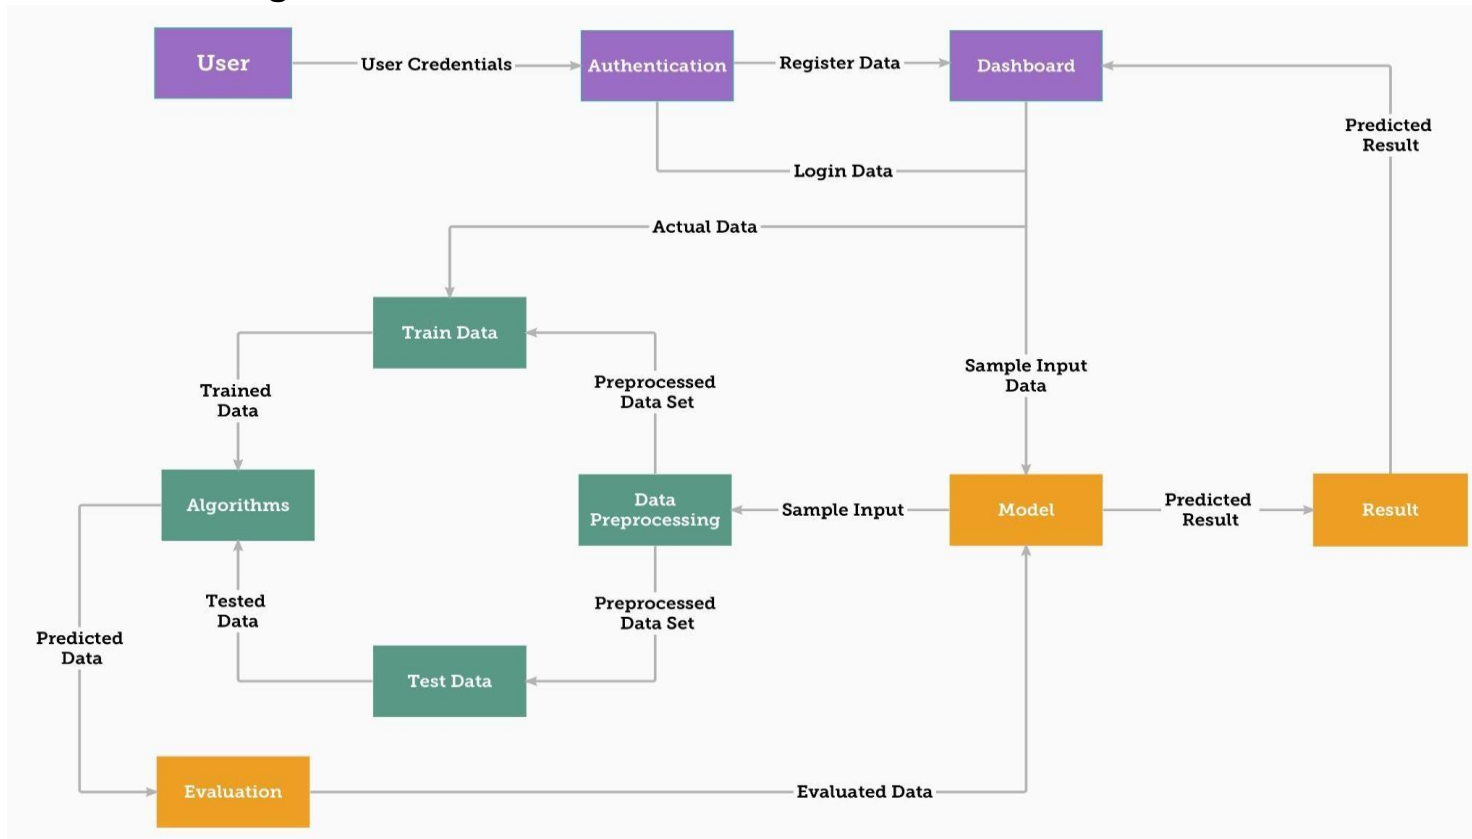 User
User Credentials
Authentication
Register Data
Dashboard
Predicted
Result
Login Data
Actual Data
Train Data
Sample Input
Data
Preprocessed
Data Set
Trained
Data
Algorithms
Data
Preprocessing
Sample Input
Model
Predicted
Result
Result
Tested
Data
Preprocessed
Data Set
Predicted
Data
Test Data
Evaluation
Evaluated Data